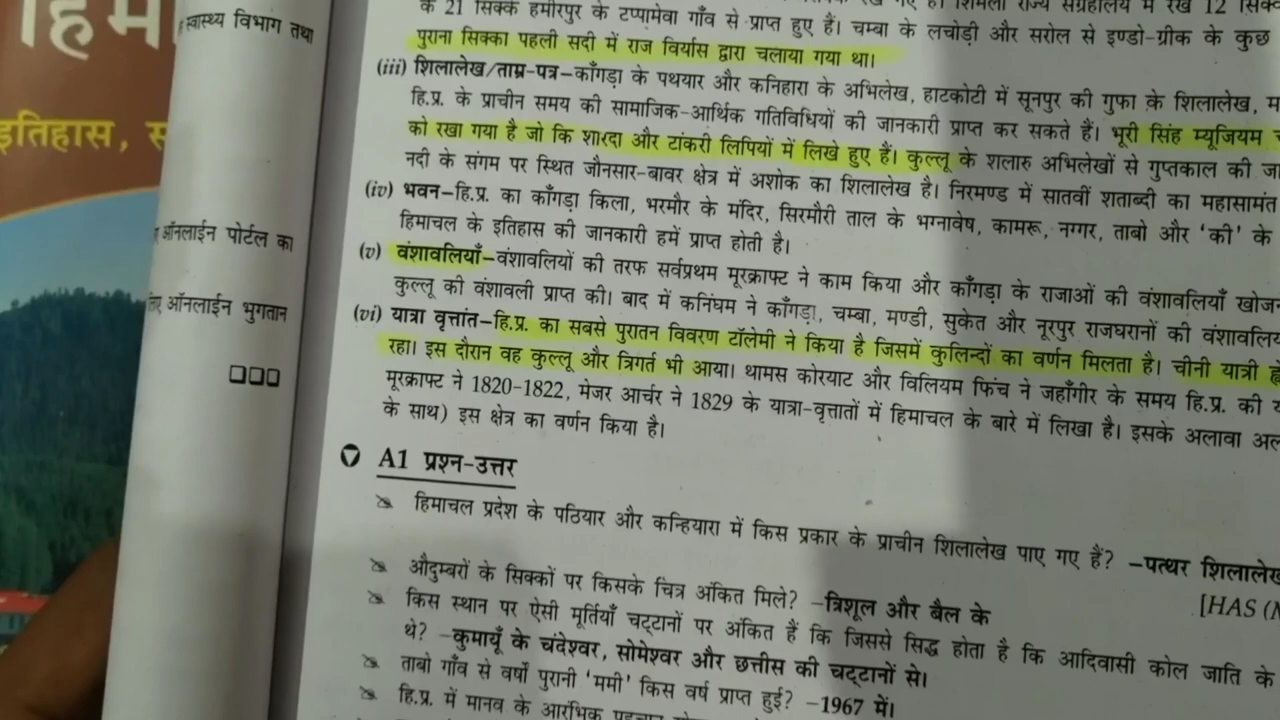 हिम
इतिहास, स
स्वास्थ्य विभाग तथा
ऑनलाईन पोर्टल का
ऑनलाईन भुगतान
❑❑❑
के 21 सिक्के हमीरपुर के टप्पामेवा गाँव से प्राप्त हुए हैं। चम्बा के लचोड़ी और सरोल से इण्डो-ग्रीक के कुछ
पुराना सिक्का पहली सदी में राज विर्यास द्वारा चलाया गया था।
(iii) शिलालेख/ताम्र-पत्र–काँगड़ा के पथयार और कनिहारा के अभिलेख, हाटकोटी में सूनपुर की गुफा के शिलालेख,
हि.प्र. के प्राचीन समय की सामाजिक-आर्थिक गतिविधियों की जानकारी प्राप्त कर सकते हैं। भूरी सिंह म्यूजियम
को रखा गया है जो कि शारदा और टांकरी लिपियों में लिखे हुए हैं। कुल्लू के शलारु अभिलेखों से गुप्तकाल की
नदी के संगम पर स्थित जौनसार-बावर क्षेत्र में अशोक का शिलालेख है। निरमण्ड में सातवीं शताब्दी का महासामंत
(iv) भवन–हि.प्र. का काँगड़ा किला, भरमौर के मंदिर, सिरमौरी ताल के भग्नावेष, कामरू, नग्गर, ताबो और 'की' के
हिमाचल के इतिहास की जानकारी हमें प्राप्त होती है।
(v) वंशावलियाँ–वंशावलियों की तरफ सर्वप्रथम मूरक्राफ्ट ने काम किया और काँगड़ा के राजाओं की वंशावलियाँ
कुल्लू की वंशावली प्राप्त की। बाद में कनिंघम ने काँगड़ा, चम्बा, मण्डी, सुकेत और नूरपुर राजघरानों की
(vi) यात्रा वृत्तांत–हि.प्र. का सबसे पुरातन विवरण टॉलेमी ने किया है जिसमें कुलिन्दों का वर्णन मिलता है। चीनी यात्री
रहा। इस दौरान वह कुल्लू और त्रिगर्त भी आया। थामस कोरयाट और विलियम फिंच ने जहाँगीर के समय हि.प्र. की
मूरक्राफ्ट ने 1820-1822, मेजर आर्चर ने 1829 के यात्रा-वृत्तातों में हिमाचल के बारे में लिखा है। इसके अलावा
के साथ) इस क्षेत्र का वर्णन किया है।
A1 प्रश्न-उत्तर
हिमाचल प्रदेश के पठियार और कन्हियारा में किस प्रकार के प्राचीन शिलालेख पाए गए हैं? –पत्थर शिलालेख
[HAS
औदुम्बरों के सिक्कों पर किसके चित्र अंकित मिले? –त्रिशूल और बैल के
किस स्थान पर ऐसी मूर्तियाँ चट्टानों पर अंकित हैं कि जिससे सिद्ध होता है कि आदिवासी कोल जाति के
थे? –कुमायूँ के चंदेश्वर, सोमेश्वर और छत्तीस की चट्टानों से।
ताबो गाँव से वर्षों पुरानी 'ममी' किस वर्ष प्राप्त हुई? –1967 में।
हि.प्र. में मानव के आरंभिक